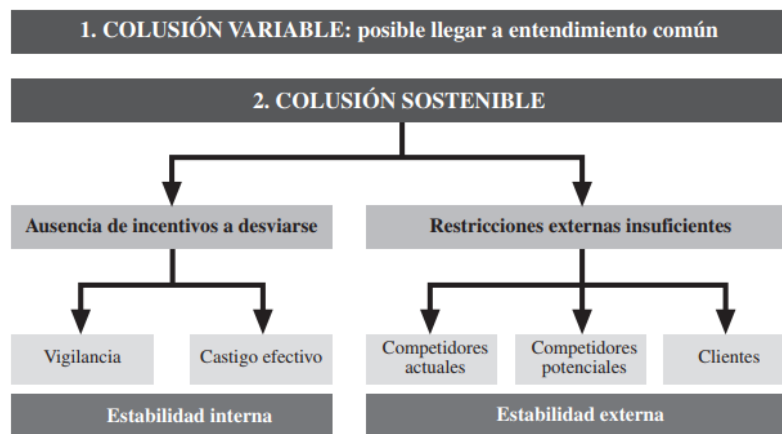 1. COLUSIÓN VARIABLE: posible llegar a entendimiento común
2. COLUSIÓN SOSTENIBLE
Ausencia de incentivos a desviarse
Restricciones externas insuficientes
Vigilancia
Castigo efectivo
Competidores
actuales
Competidores
potenciales
Clientes
Estabilidad interna
Estabilidad externa